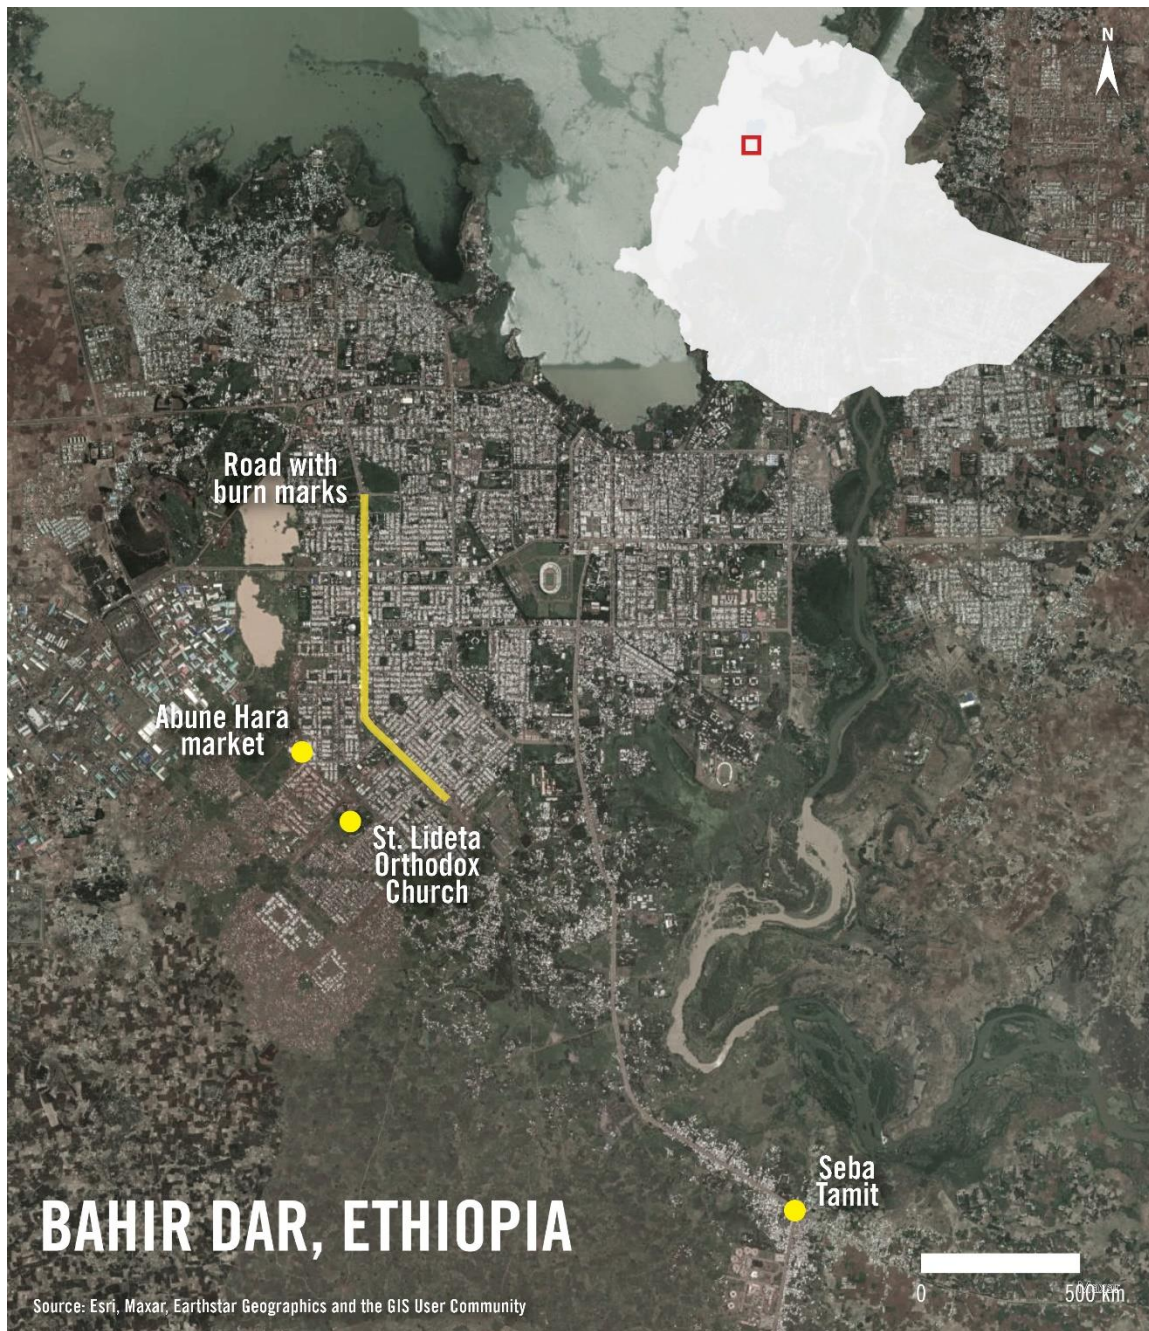 N
Road with
burn marks
Abune Hara
market
St. Lideta
Orthodox
Church
Seba
Tamit
BAHIR DAR, ETHIOPIA
0
500 km
Source: Esri, Maxar, Earthstar Geographics and the GIS User Community